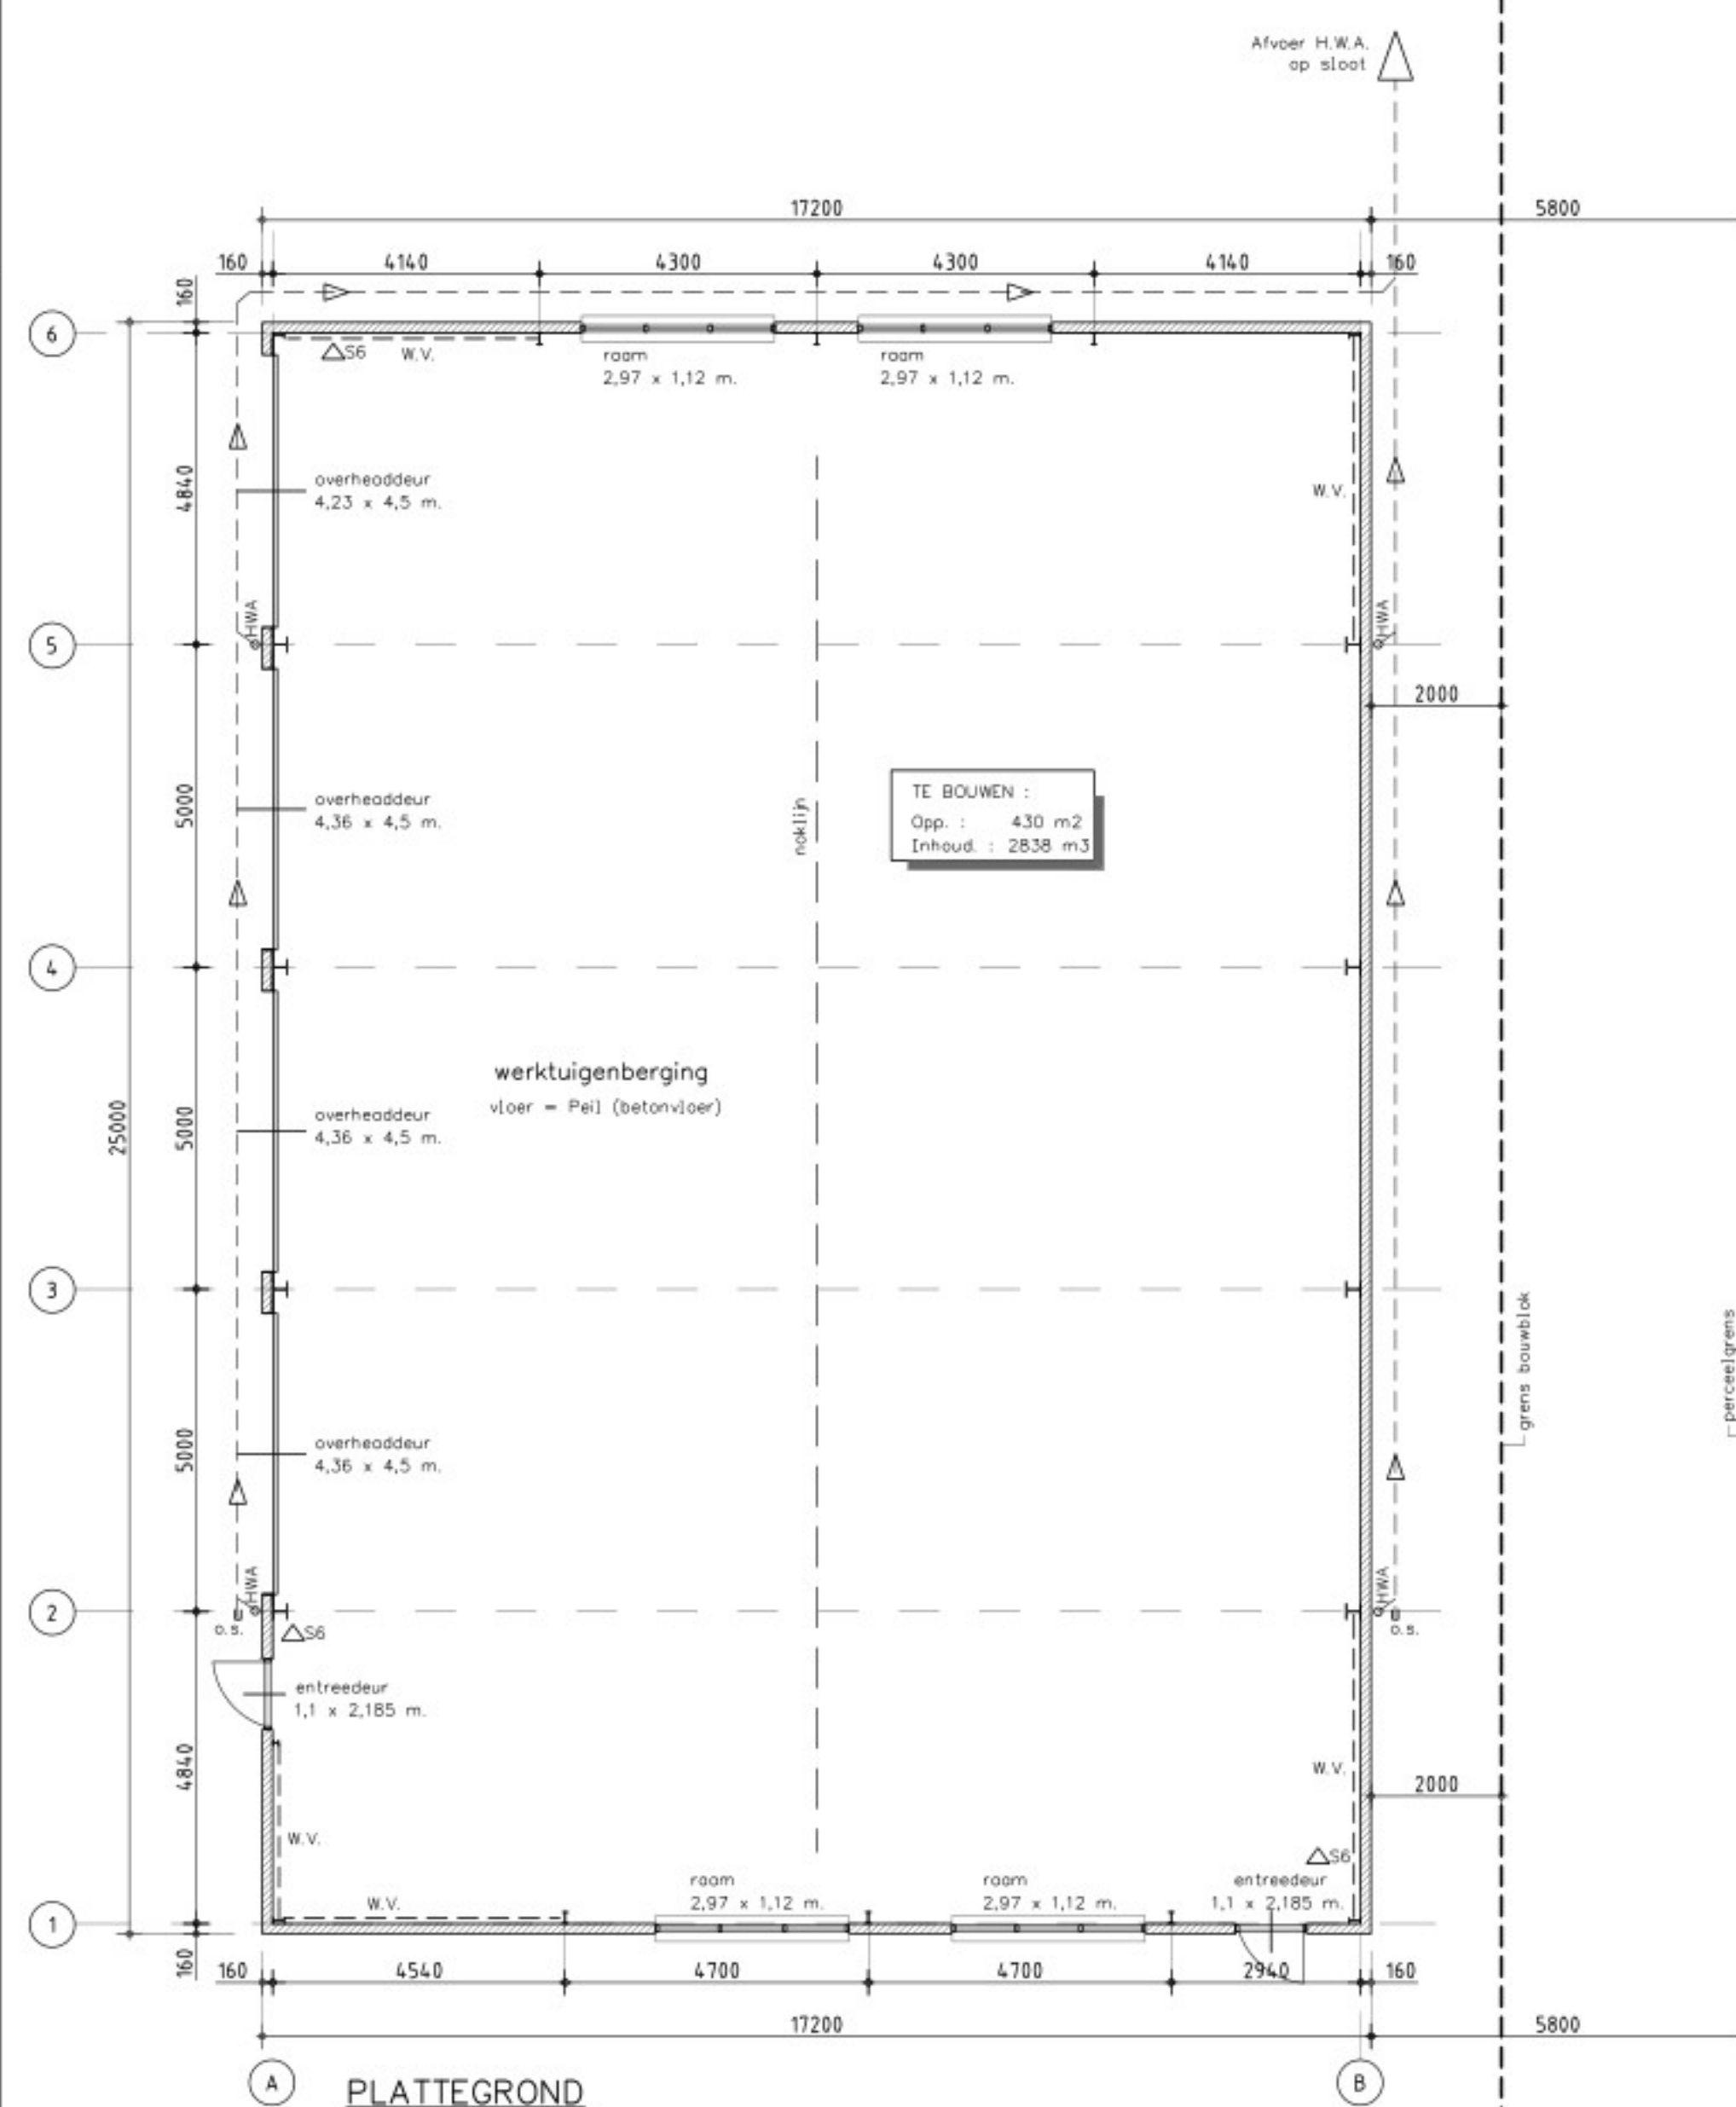 Afvoer H.W.A.
op sloot
17200
5800
160
4140
4300
4300
4140
160
160
6
S6
W.V.
raam
2,97 x 1,12 m.
raam
2,97 x 1,12 m.
4840
overheaddeur
4,23 x 4,5 m.
W.V.
HWA
HWA
5
2000
5000
overheaddeur
4,36 x 4,5 m.
noklijn
TE BOUWEN :
Opp. : 430 m2
Inhoud. : 2838 m3
4
werktuigenberging
vloer = Peil (betonvloer)
25000
5000
overheaddeur
4,36 x 4,5 m.
3
grens bouwblok
perceelgrens
5000
overheaddeur
4,36 x 4,5 m.
HWA
HWA
2
o.s.
S6
o.s.
entreedeur
1,1 x 2,185 m.
4840
W.V.
2000
W.V.
S6
raam
2,97 x 1,12 m.
raam
2,97 x 1,12 m.
entreedeur
1,1 x 2,185 m.
W.V.
1
160
160
4540
4700
4700
2940
160
17200
5800
A
B
PLATTEGROND